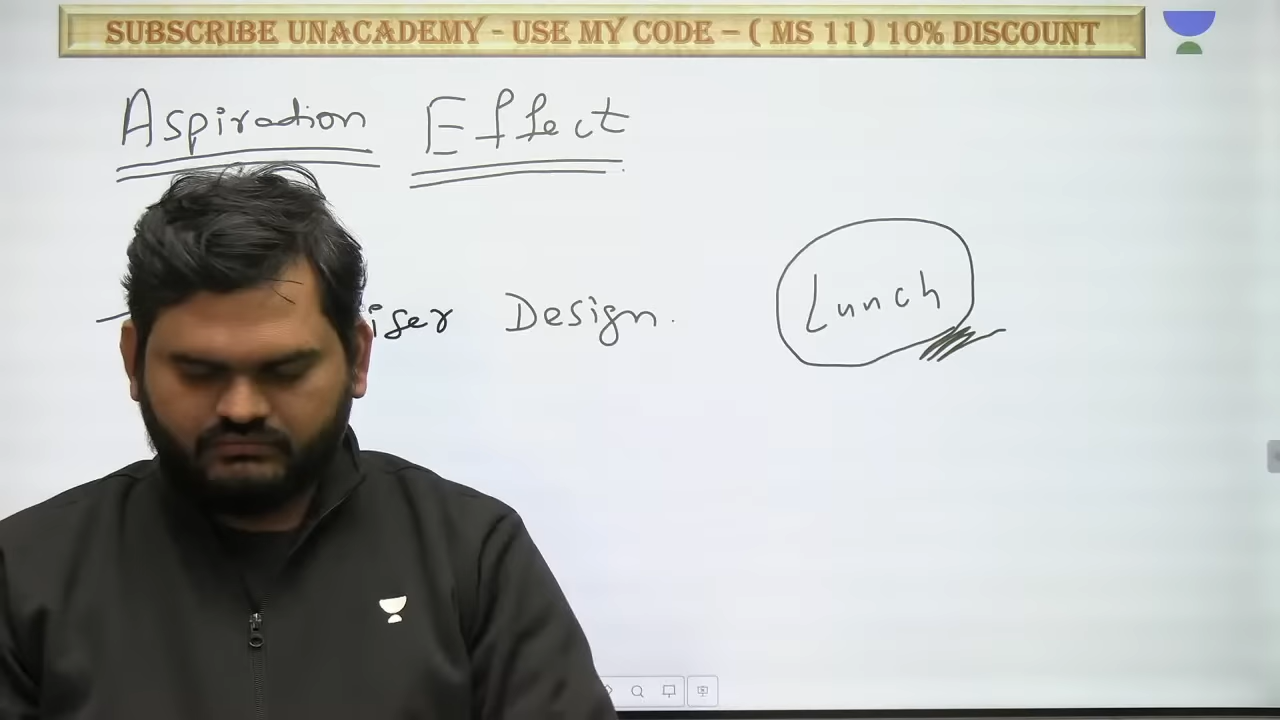 SUBSCRIBE UNACADEMY - USE MY CODE – ( MS 11) 10% DISCOUNT
Aspiration Effect
Design.
Lunch